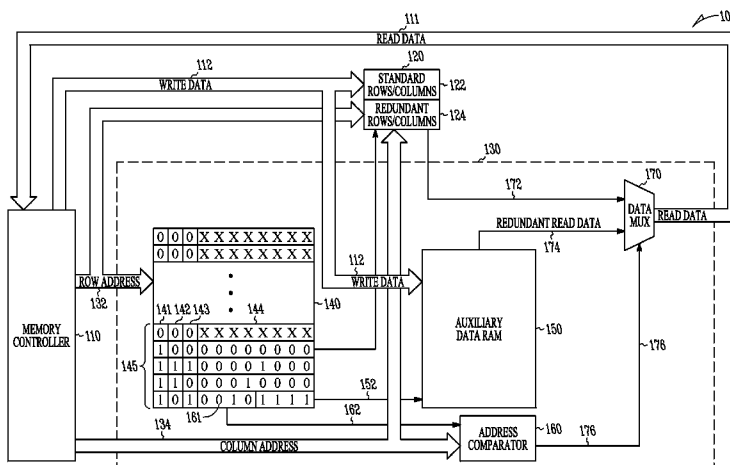 10
111
READ DATA
112
WRITE DATA
120
STANDARD
ROWS/COLUMNS
122
REDUNDANT
ROWS/COLUMNS
124
130
170
172
DATA
MUX
READ DATA
REDUNDANT READ DATA
174
0 0 0 X X X X X X X X
0 0 0 X X X X X X X X
112
WRITE DATA
ROW ADDRESS
132
140
141 142 143 144
MEMORY
CONTROLLER
110
AUXILIARY
DATA RAM
150
178
145
0 0 0 X X X X X X X X
1 0 0 0 0 0 0 0 0 0 0
1 1 1 0 0 0 0 1 0 0 0
1 1 0 0 0 0 1 0 0 0 0
1 0 1 0 0 1 0 1 1 1 1
161
152
162
134
COLUMN ADDRESS
ADDRESS
COMPARATOR
160
176